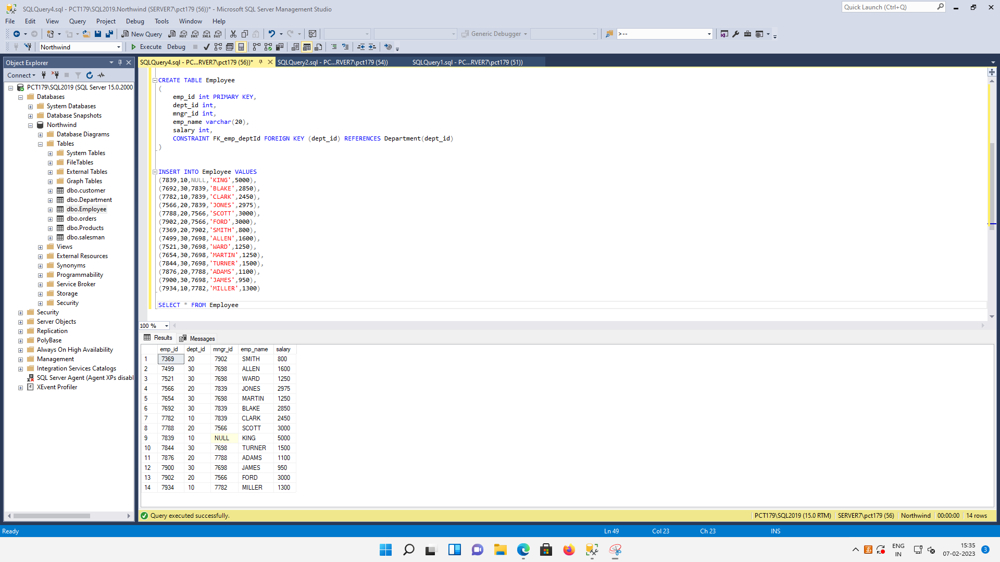 SQLQuery4.sql - PCT179\SQL2019.Northwind (SERVER7\pct179 (56))* - Microsoft SQL Server Management Studio
Quick Launch (Ctrl+Q)
File Edit View Query Project Debug Tools Window Help
New Query
MDX DMX XMLA DAX
Generic Debugger
>--
Northwind
Execute Debug
Object Explorer
SQLQuery4.sql - PC...RVER7\pct179 (56))*
SQLQuery2.sql - PC...RVER7\pct179 (54))
SQLQuery1.sql - PC...RVER7\pct179 (51))
Connect
PCT179\SQL2019 (SQL Server 15.0.2000
Databases
System Databases
Database Snapshots
Northwind
Database Diagrams
Tables
System Tables
FileTables
External Tables
Graph Tables
dbo.customer
dbo.Department
dbo.Employee
dbo.orders
dbo.Products
dbo.salesman
Views
External Resources
Synonyms
Programmability
Service Broker
Storage
Security
Security
Server Objects
Replication
PolyBase
Always On High Availability
Management
Integration Services Catalogs
SQL Server Agent (Agent XPs disabl
XEvent Profiler
CREATE TABLE Employee
(
emp_id int PRIMARY KEY,
dept_id int,
mngr_id int,
emp_name varchar(20),
salary int,
CONSTRAINT FK_emp_deptId FOREIGN KEY (dept_id) REFERENCES Department(dept_id)
)
INSERT INTO Employee VALUES
(7839,10,NULL,'KING',5000),
(7692,30,7839,'BLAKE',2850),
(7782,10,7839,'CLARK',2450),
(7566,20,7839,'JONES',2975),
(7788,20,7566,'SCOTT',3000),
(7902,20,7566,'FORD',3000),
(7369,20,7902,'SMITH',800),
(7499,30,7698,'ALLEN',1600),
(7521,30,7698,'WARD',1250),
(7654,30,7698,'MARTIN',1250),
(7844,30,7698,'TURNER',1500),
(7876,20,7788,'ADAMS',1100),
(7900,30,7698,'JAMES',950),
(7934,10,7782,'MILLER',1300)
SELECT * FROM Employee
100 %
Results Messages
emp_id dept_id mngr_id emp_name salary
1 7369 20 7902 SMITH 800
2 7499 30 7698 ALLEN 1600
3 7521 30 7698 WARD 1250
4 7566 20 7839 JONES 2975
5 7654 30 7698 MARTIN 1250
6 7692 30 7839 BLAKE 2850
7 7782 10 7839 CLARK 2450
8 7788 20 7566 SCOTT 3000
9 7839 10 NULL KING 5000
10 7844 30 7698 TURNER 1500
11 7876 20 7788 ADAMS 1100
12 7900 30 7698 JAMES 950
13 7902 20 7566 FORD 3000
14 7934 10 7782 MILLER 1300
Query executed successfully.
PCT179\SQL2019 (15.0 RTM) SERVER7\pct179 (56) Northwind 00:00:00 14 rows
Ready
Ln 49 Col 23 Ch 23 INS
ENG
IN
15:35
07-02-2023
3